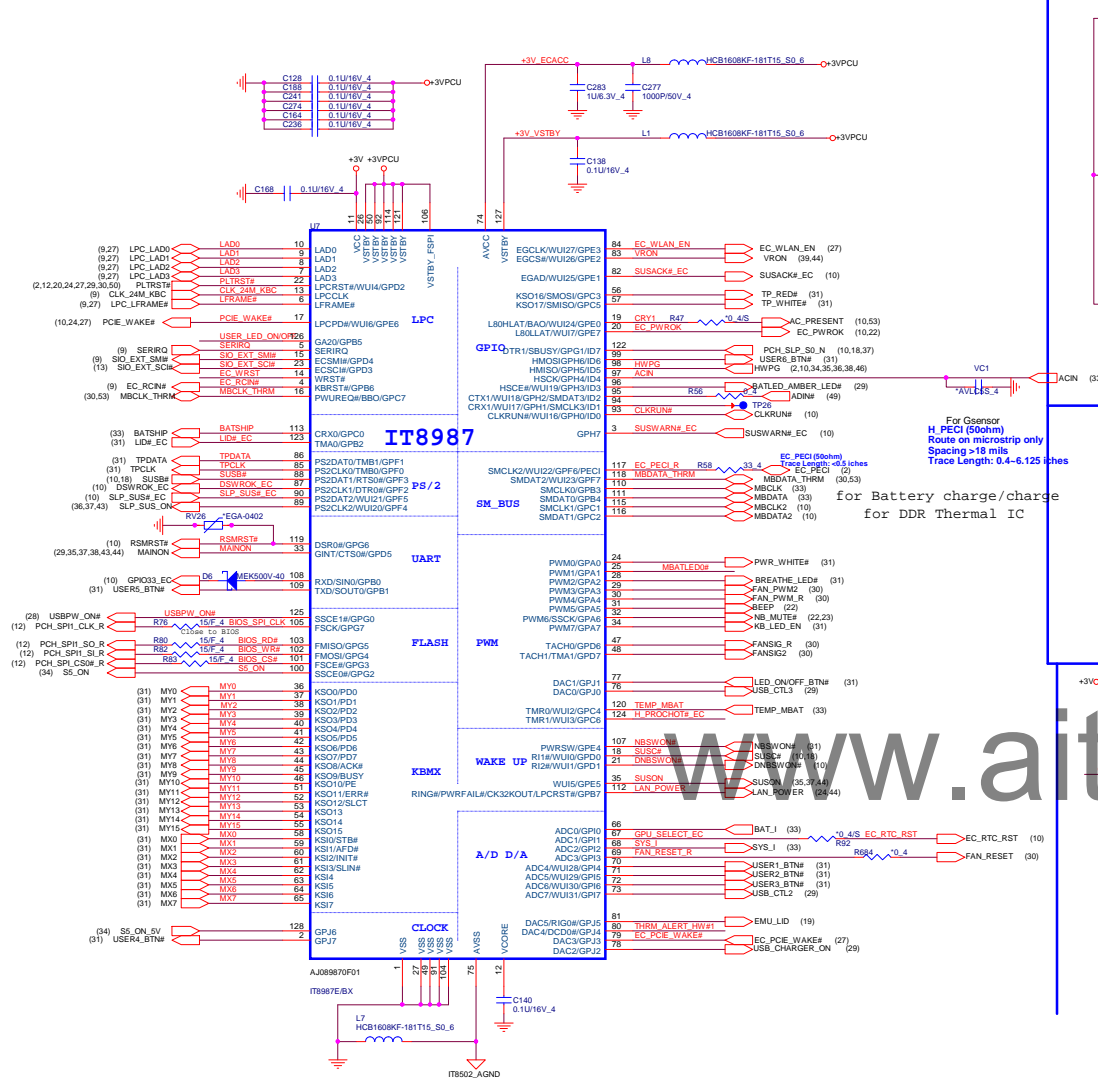 C128 0.1U/16V_4
C188 0.1U/16V_4
C241 0.1U/16V_4
C274 0.1U/16V_4
C164 0.1U/16V_4
C236 0.1U/16V_4
+3VPCU
+3V_ECACC L8 HCB1608KF-181T15_S0_6 +3VPCU
C283 1U/6.3V_4
C277 1000P/50V_4
+3V_VSTBY L1 HCB1608KF-181T15_S0_6 +3VPCU
C138 0.1U/16V_4
+3V +3VPCU
C168 0.1U/16V_4
U7
11 26 50 92 114 121 106 74 127
VCC VSTBY VSTBY VSTBY VSTBY VSTBY VSTBY_FSPI AVCC VSTBY
(9,27) LPC_LAD0 LAD0 10 LAD0
(9,27) LPC_LAD1 LAD1 9 LAD1
(9,27) LPC_LAD2 LAD2 8 LAD2
(9,27) LPC_LAD3 LAD3 7 LAD3
(2,12,20,24,27,29,30,50) PLTRST# PLTRST# 22 LPCRST#/WUI4/GPD2
(9) CLK_24M_KBC CLK_24M_KBC 13 LPCCLK
(9,27) LPC_LFRAME# LFRAME# 6 LFRAME#
(10,24,27) PCIE_WAKE# PCIE_WAKE# 17 LPCPD#/WUI6/GPE6
LPC
126 GA20/GPB5
(9) SERIRQ SERIRQ 5 SERIRQ
(9) SIO_EXT_SMI# SIO_EXT_SMI# 15 ECSMI#/GPD4
(13) SIO_EXT_SCI# SIO_EXT_SCI# 23 ECSCI#/GPD3
EC_WRST 14 WRST#
(9) EC_RCIN# EC_RCIN# 4 KBRST#/GPB6
(30,53) MBCLK_THRM MBCLK_THRM 16 PWUREQ#/BBO/GPC7
IT8987
(33) BATSHIP BATSHIP 113 CRX0/GPC0
(31) LID#_EC LID#_EC 123 TMA0/GPB2
(31) TPDATA TPDATA 86 PS2DAT0/TMB1/GPF1
(31) TPCLK TPCLK 85 PS2CLK0/TMB0/GPF0
(10,18) SUSB# SUSB# 88 PS2DAT1/RTS0#/GPF3
(10) DSWROK_EC DSWROK_EC 87 PS2CLK1/DTR0#/GPF2
(10) SLP_SUS#_EC SLP_SUS#_EC 90 PS2DAT2/WUI21/GPF5
(36,37,43) SLP_SUS_ON 89 PS2CLK2/WUI20/GPF4
PS/2
RV26 *EGA-0402
(10) RSMRST# RSMRST# 119 DSR0#/GPG6
(29,35,37,38,43,44) MAINON MAINON 33 GINT/CTS0#/GPD5
UART
(10) GPIO33_EC D6 MEK500V-40 108 RXD/SIN0/GPB0
(31) USER5_BTN# 109 TXD/SOUT0/GPB1
(28) USBPW_ON# USBPW_ON# 125 SSCE1#/GPG0
(12) PCH_SPI1_CLK_R R76 15/F_4 BIOS_SPI_CLK 105 FSCK/GPG7
Close to BIOS
(12) PCH_SPI1_SO_R R80 15/F_4 BIOS_RD# 103 FMISO/GPG5
(12) PCH_SPI1_SI_R R82 15/F_4 BIOS_WR# 102 FMOSI/GPG4
(12) PCH_SPI_CS0#_R R83 15/F_4 BIOS_CS# 101 FSCE#/GPG3
(34) S5_ON S5_ON 100 SSCE0#/GPG2
FLASH
(31) MY0 MY0 36 KSO0/PD0
(31) MY1 MY1 37 KSO1/PD1
(31) MY2 MY2 38 KSO2/PD2
(31) MY3 MY3 39 KSO3/PD3
(31) MY4 MY4 40 KSO4/PD4
(31) MY5 MY5 41 KSO5/PD5
(31) MY6 MY6 42 KSO6/PD6
(31) MY7 MY7 43 KSO7/PD7
(31) MY8 MY8 44 KSO8/ACK#
(31) MY9 MY9 45 KSO9/BUSY
(31) MY10 MY10 46 KSO10/PE
(31) MY11 MY11 51 KSO11/ERR#
(31) MY12 MY12 52 KSO12/SLCT
(31) MY13 MY13 53 KSO13
(31) MY14 MY14 54 KSO14
(31) MY15 MY15 55 KSO15
(31) MX0 MX0 58 KSI0/STB#
(31) MX1 MX1 59 KSI1/AFD#
(31) MX2 MX2 60 KSI2/INIT#
(31) MX3 MX3 61 KSI3/SLIN#
(31) MX4 MX4 62 KSI4
(31) MX5 MX5 63 KSI5
(31) MX6 MX6 64 KSI6
(31) MX7 MX7 65 KSI7
KBMX
(34) S5_ON_5V 128 GPJ6
(31) USER4_BTN# 2 GPJ7
CLOCK
VSS VSS VSS VSS VSS AVSS VCORE
1 27 49 91 104 75 12
AJ089870F01
IT8987E/BX
C140 0.1U/16V_4
L7
HCB1608KF-181T15_S0_6
IT8502_AGND
EGCLK/WUI27/GPE3 84 EC_WLAN_EN EC_WLAN_EN (27)
EGCS#/WUI26/GPE2 83 VRON VRON (39,44)
EGAD/WUI25/GPE1 82 SUSACK#_EC SUSACK#_EC (10)
KSO16/SMOSI/GPC3 56 TP_RED# (31)
KSO17/SMISO/GPC5 57 TP_WHITE# (31)
L80HLAT/BAO/WUI24/GPE0 19 CRY1 R47 *0_4/S AC_PRESENT (10,53)
L80LLAT/WUI7/GPE7 20 EC_PWROK EC_PWROK (10,22)
GPIO
DTR1/SBUSY/GPG1/ID7 122 PCH_SLP_S0_N (10,18,37)
HMOSIGPH6/ID6 99 USER6_BTN# (31)
HMISO/GPH5/ID5 98 HWPG HWPG (2,10,34,35,36,38,46)
HSCK/GPH4/ID4 97 ACIN VC1 *AVLC5S_4 ACIN
HSCE#/WUI19/GPH3/ID3 96 BATLED_AMBER_LED# (29)
CTX1/WUI18/GPH2/SMDAT3/ID2 95 R56 ADIN# (49)
CRX1/WUI17/GPH1/SMCLK3/ID1 94 TP26
CLKRUN#/WUI16/GPH0/ID0 93 CLKRUN# CLKRUN# (10)
GPH7 3 SUSWARN#_EC SUSWARN#_EC (10)
For Gsensor
H_PECI (50ohm)
Route on microstrip only
Spacing >18 mils
Trace Length: 0.4~6.125 iches
EC_PECI (50ohm)
Trace Length: <0.5 iches
SMCLK2/WUI22/GPF6/PECI 117 EC_PECI_R R58 33_4 EC_PECI (2)
SMDAT2/WUI23/GPF7 118 MBDATA_THRM MBDATA_THRM (30,53)
SMCLK0/GPB3 110 MBCLK (33)
SMDAT0/GPB4 111 MBDATA (33)
SMCLK1/GPC1 115 MBCLK2 (10)
SMDAT1/GPC2 116 MBDATA2 (10)
SM_BUS
for Battery charge/charge
for DDR Thermal IC
PWM0/GPA0 24 PWR_WHITE# (31)
PWM1/GPA1 25 MBATLED0#
PWM2/GPA2 28 BREATHE_LED# (31)
PWM3/GPA3 29 FAN_PWM2 (30)
PWM4/GPA4 30 FAN_PWM_R (30)
PWM5/GPA5 31 BEEP (22)
PWM6/SSCK/GPA6 32 NB_MUTE# (22,23)
PWM7/GPA7 34 KB_LED_EN (31)
PWM
TACH0/GPD6 47 FANSIG_R (30)
TACH1/TMA1/GPD7 48 FANSIG2 (30)
DAC1/GPJ1 77 LED_ON/OFF_BTN# (31)
DAC0/GPJ0 76 USB_CTL3 (29)
TMR0/WUI2/GPC4 120 TEMP_MBAT TEMP_MBAT (33)
TMR1/WUI3/GPC6 124 H_PROCHOT#_EC
WAKE UP
PWRSW/GPE4 107 NBSWON# NBSWON# (31)
RI1#/WUI0/GPD0 18 SUSC# SUSC# (10,18)
RI2#/WUI1/GPD1 21 DNBSWON# DNBSWON# (10)
WUI5/GPE5 35 SUSON SUSON (35,37,44)
RING#/PWRFAIL#/CK32KOUT/LPCRST#/GPB7 112 LAN_POWER LAN_POWER (24,44)
www.ait
ADC0/GPI0 66 BAT_I (33)
ADC1/GPI1 67 GPU_SELECT_EC *0_4/S R92 EC_RTC_RST EC_RTC_RST (10)
ADC2/GPI2 68 SYS_I SYS_I (33)
ADC3/GPI3 69 FAN_RESET_R R684 *0_4 FAN_RESET (30)
ADC4/WUI28/GPI4 70 USER1_BTN# (31)
ADC5/WUI29/GPI5 71 USER2_BTN# (31)
ADC6/WUI30/GPI6 72 USER3_BTN# (31)
ADC7/WUI31/GPI7 73 USB_CTL2 (29)
A/D D/A
DAC5/RIG0#/GPJ5 81 EMU_LID (19)
DAC4/DCD0#/GPJ4 80 THRM_ALERT_HW#1
DAC3/GPJ3 79 EC_PCIE_WAKE# EC_PCIE_WAKE# (27)
DAC2/GPJ2 78 USB_CHARGER_ON (29)